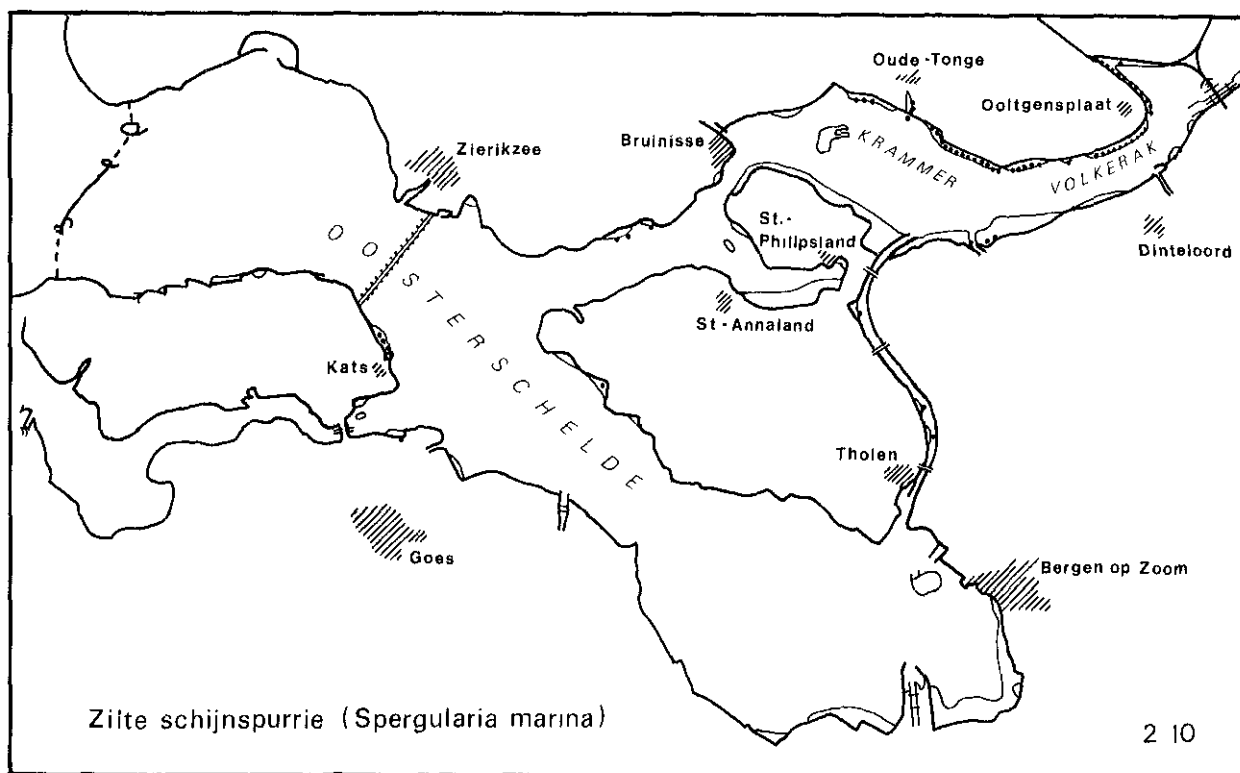 Oude-Tonge
Ooltgensplaat
Zierikzee
Bruinisse
KRAMMER
VOLKERAK
St.-
Philipsland
Dinteloord
OOSTERSCHELDE
St-Annaland
Kats
Tholen
Goes
Bergen op Zoom
Zilte schijnspurrie (Spergularia marina)
2 10